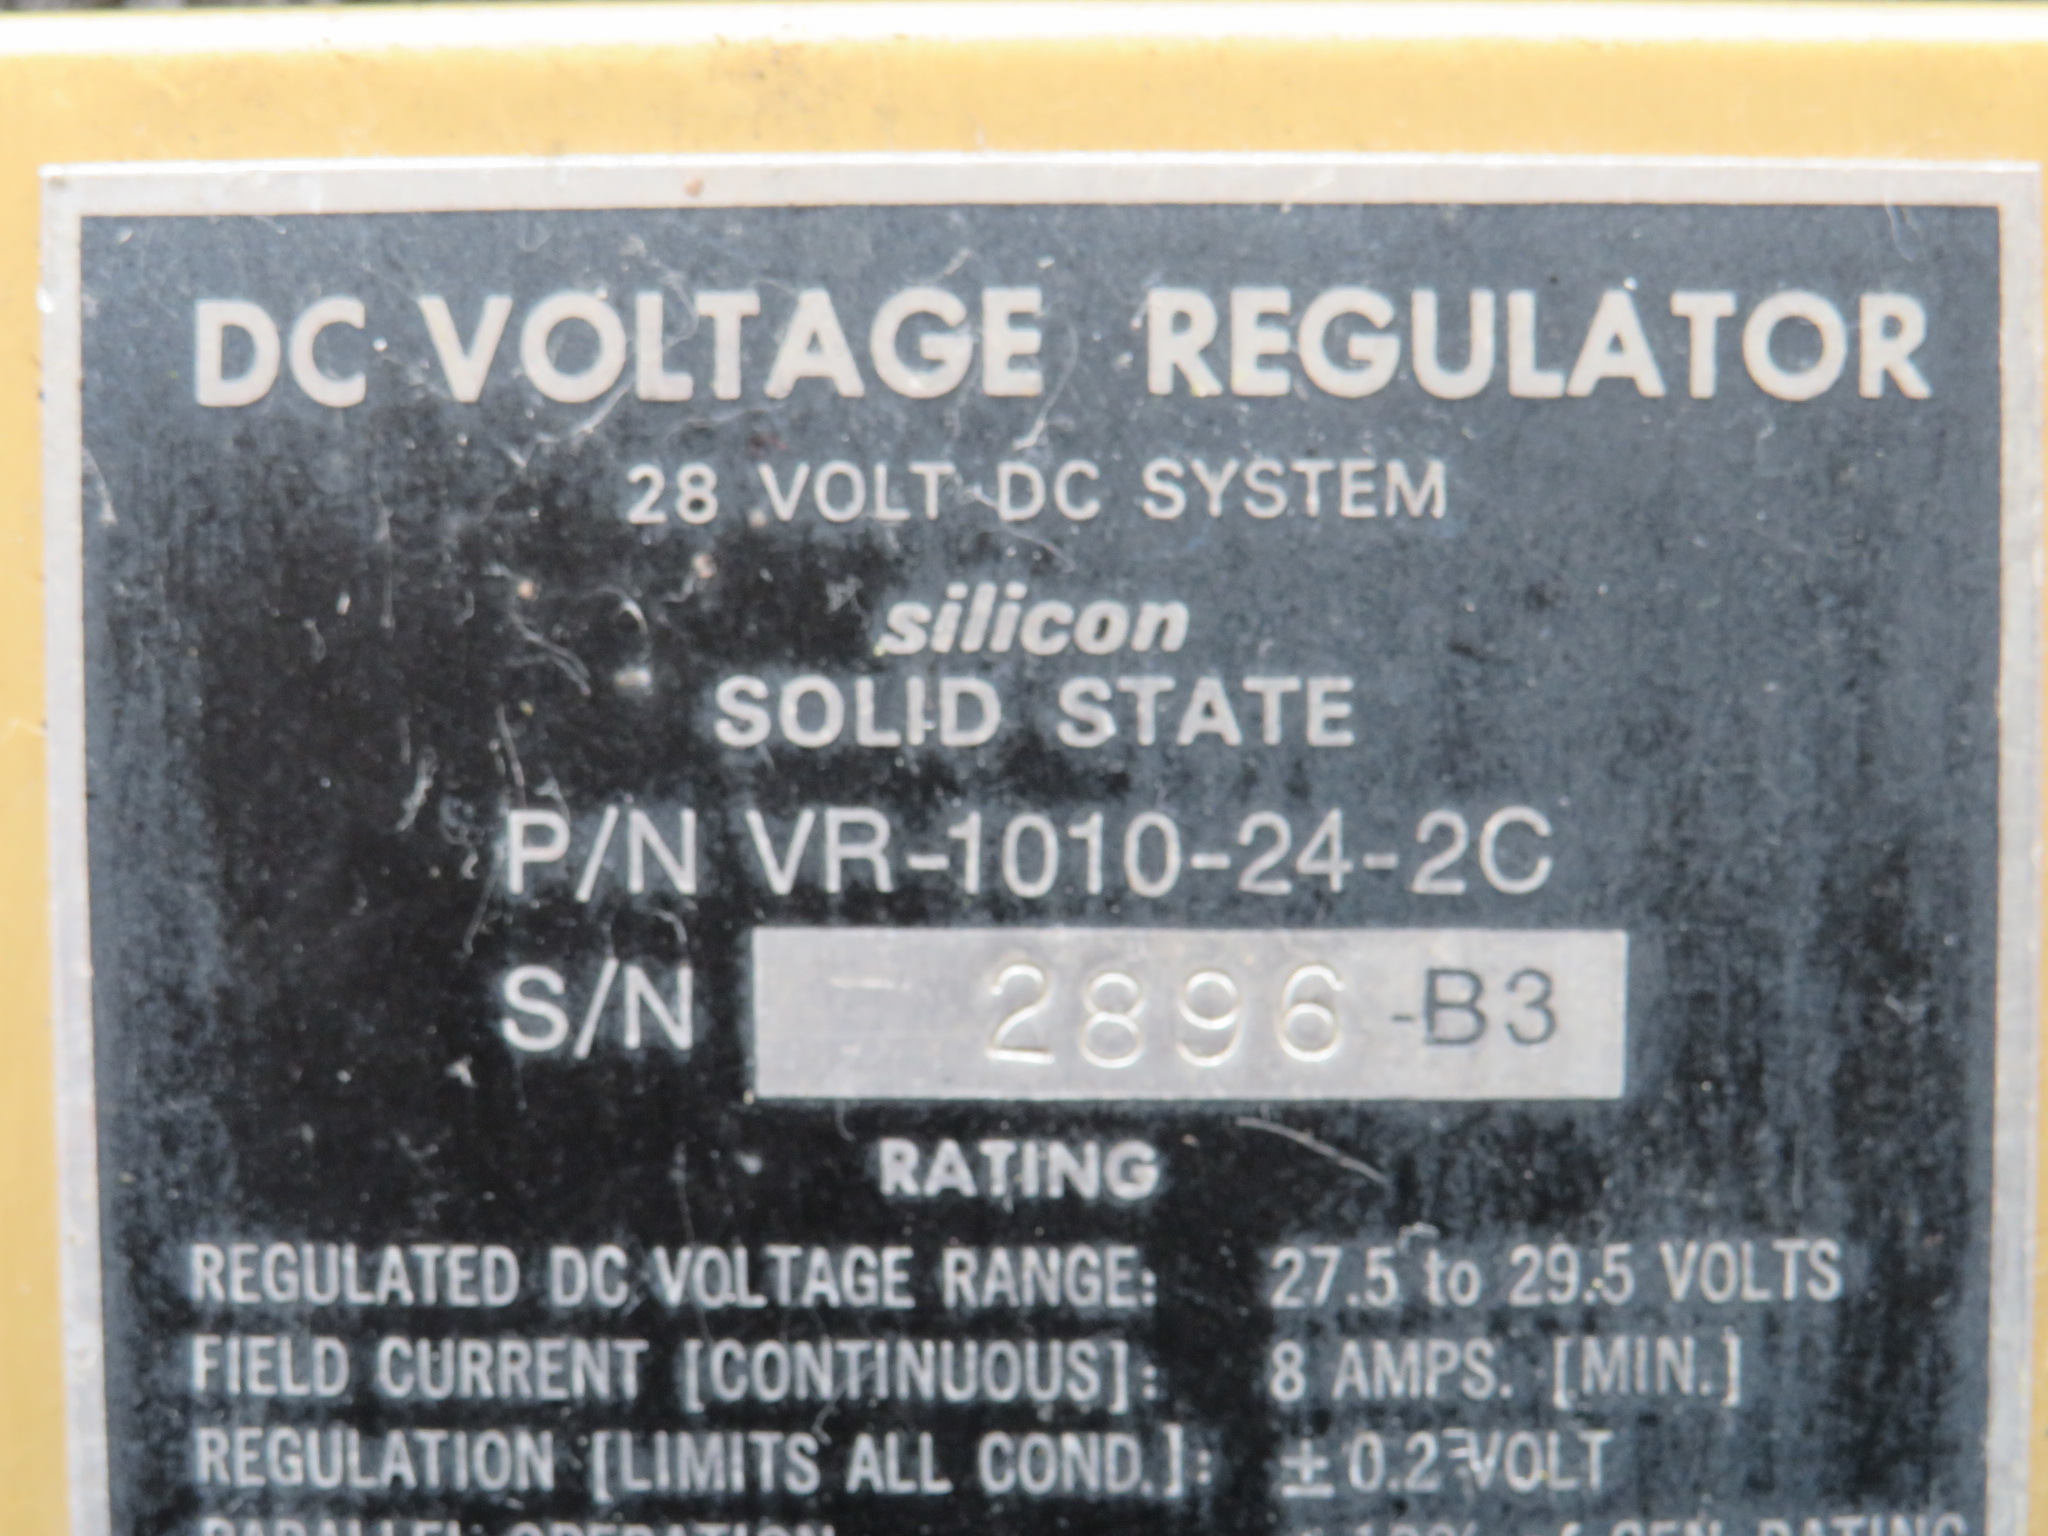 DC VOLTAGE REGULATOR
28 VOLT DC SYSTEM
silicon
SOLID STATE
P/N VR-1010-24-2C
S/N 2896-B3
RATING
REGULATED DC VOLTAGE RANGE: 27.5 to 29.5 VOLTS
FIELD CURRENT [CONTINUOUS]: 8 AMPS. [MIN.]
REGULATION [LIMITS ALL COND.]: ± 0.2 VOLT
PARALLEL OPERATION